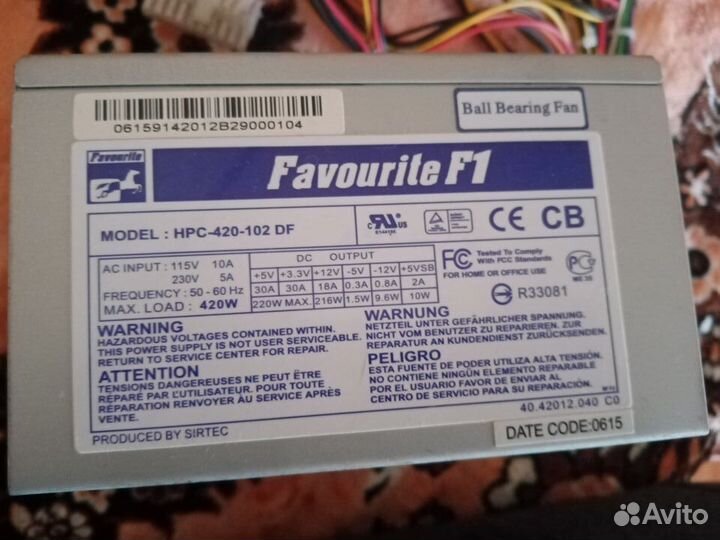 06159142012B29000104
Ball Bearing Fan
Favourite
Favourite F1
MODEL : HPC-420-102 DF
c UL US
CE CB
AC INPUT : 115V 10A
230V 5A
FREQUENCY : 50 - 60 Hz
MAX. LOAD : 420W
DC OUTPUT
+5V +3.3V +12V -5V -12V +5VSB
30A 30A 18A 0.3A 0.8A 2A
220W MAX. 216W 1.5W 9.6W 10W
FC Tested To Comply
With FCC Standards
FOR HOME OR OFFICE USE
R33081
WARNING
HAZARDOUS VOLTAGES CONTAINED WITHIN
THIS POWER SUPPLY IS NOT USER SERVICEABLE.
RETURN TO SERVICE CENTER FOR REPAIR.
ATTENTION
TENSIONS DANGEREUSES NE PEUT ÊTRE
RÉPARÉ PAR L'UTILISATEUR. POUR TOUTE
RÉPARATION RENVOYER AU SERVICE APRÈS
VENTE.
PRODUCED BY SIRTEC
WARNUNG
NETZTEIL UNTER GEFÄHRLICHER SPANNUNG.
NICHT VOM BENUTZER ZU REPARIEREN. ZUR
REPARATUR AN KUNDENDIENST ZURÜCKSENDEN.
PELIGRO
ESTA FUENTE DE PODER UTILIZA ALTA TENSIÓN.
NO CONTIENE NINGÚN ELEMENTO REPARABLE
POR EL USUARIO FAVOR DE ENVIAR AL
CENTRO DE SERVICIO PARA SU REPARACIÓN.
40.42012.040 C0
DATE CODE:0615
Avito